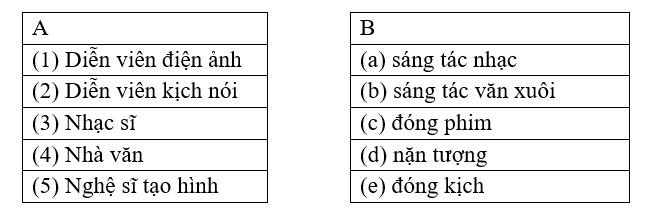 A
(1) Diễn viên điện ảnh
(2) Diễn viên kịch nói
(3) Nhạc sĩ
(4) Nhà văn
(5) Nghệ sĩ tạo hình
B
(a) sáng tác nhạc
(b) sáng tác văn xuôi
(c) đóng phim
(d) nặn tượng
(e) đóng kịch